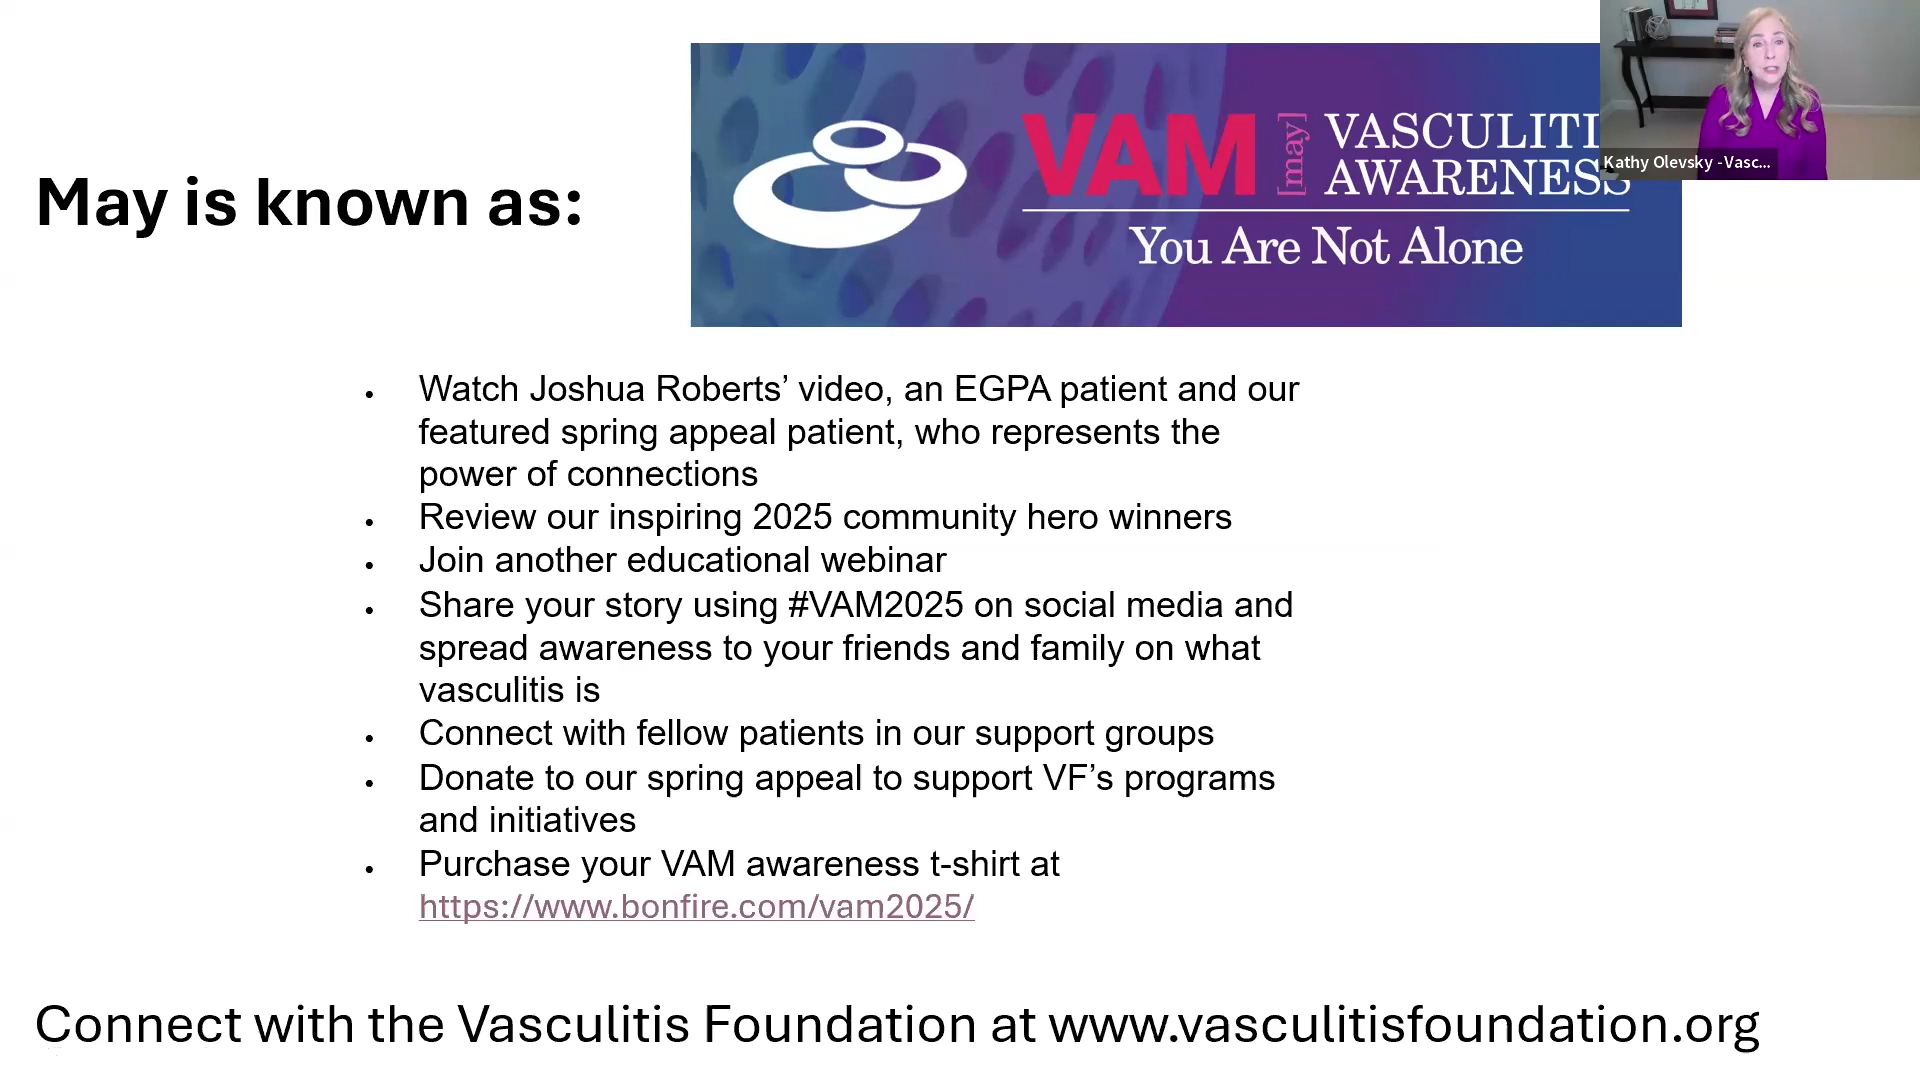 May is known as:
VAM [may] VASCULITI
AWARENESS
You Are Not Alone
Kathy Olevsky -Vasc...
• Watch Joshua Roberts’ video, an EGPA patient and our
featured spring appeal patient, who represents the
power of connections
• Review our inspiring 2025 community hero winners
• Join another educational webinar
• Share your story using #VAM2025 on social media and
spread awareness to your friends and family on what
vasculitis is
• Connect with fellow patients in our support groups
• Donate to our spring appeal to support VF’s programs
and initiatives
• Purchase your VAM awareness t-shirt at
https://www.bonfire.com/vam2025/
Connect with the Vasculitis Foundation at www.vasculitisfoundation.org